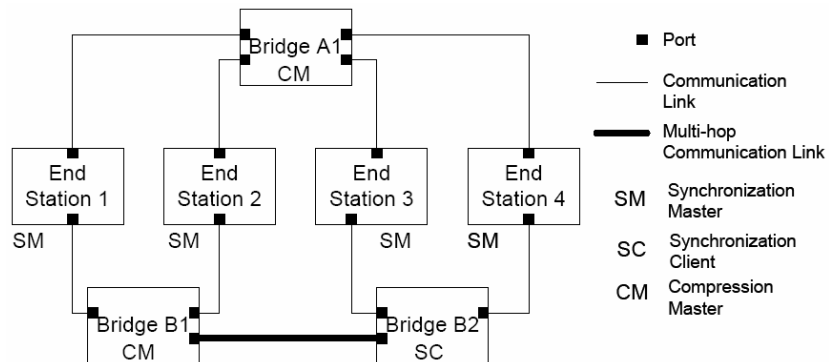 Bridge A1
CM
End
Station 1
SM
End
Station 2
SM
End
Station 3
SM
End
Station 4
SM
Bridge B1
CM
Bridge B2
SC
Port
Communication
Link
Multi-hop
Communication Link
SM
Synchronization
Master
SC
Synchronization
Client
CM
Compression
Master